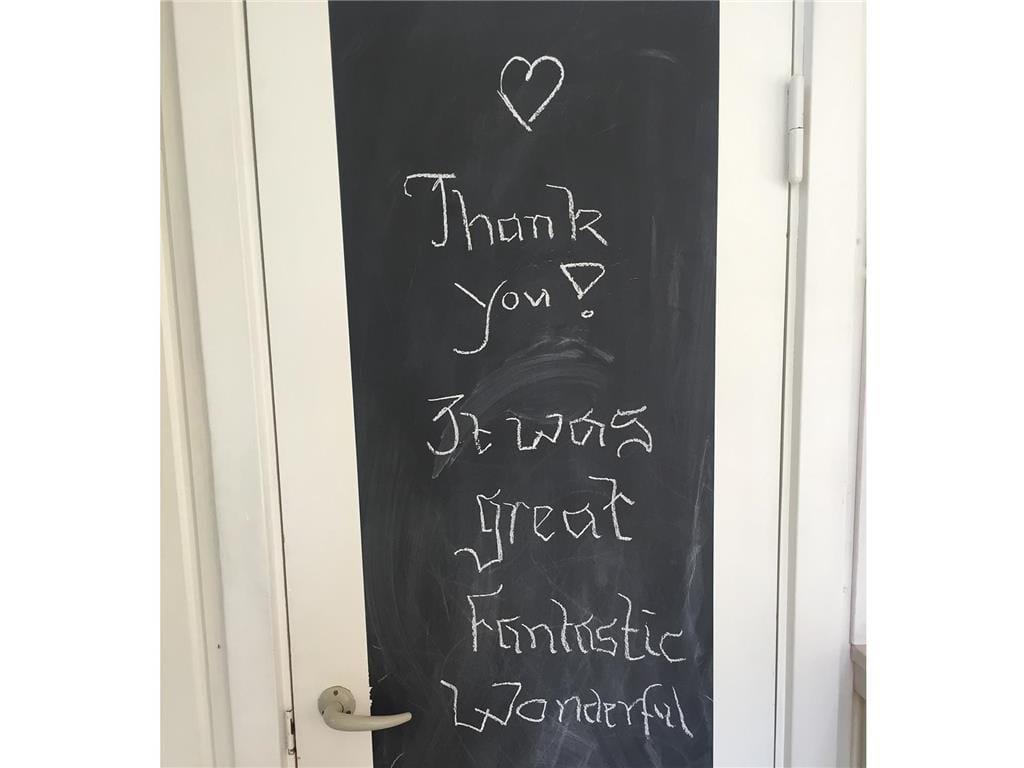 Thank
you!
It was
great
Fantastic
Wonderful